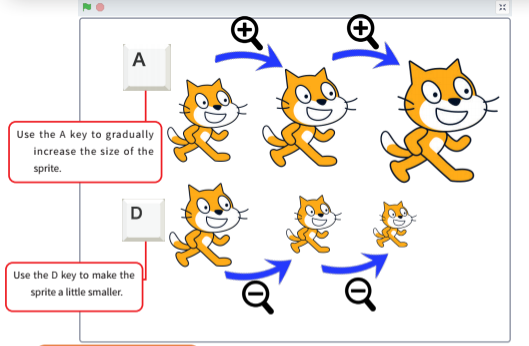 A
Use the A key to gradually
increase the size of the
sprite.
D
Use the D key to make the
sprite a little smaller.